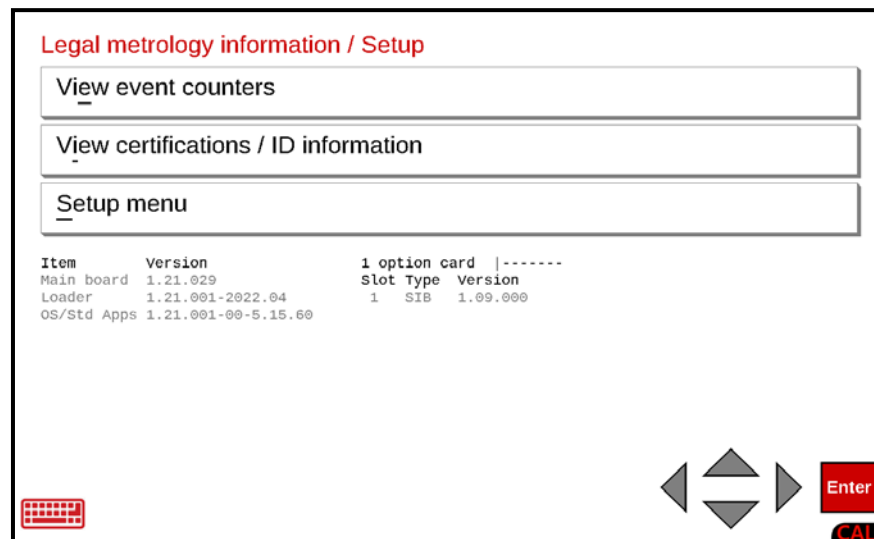 Legal metrology information / Setup
View event counters
View certifications / ID information
Setup menu
Item Version
Main board 1.21.029
Loader 1.21.001-2022.04
OS/Std Apps 1.21.001-00-5.15.60
1 option card |-------
Slot Type Version
1 SIB 1.09.000
Enter
CAL